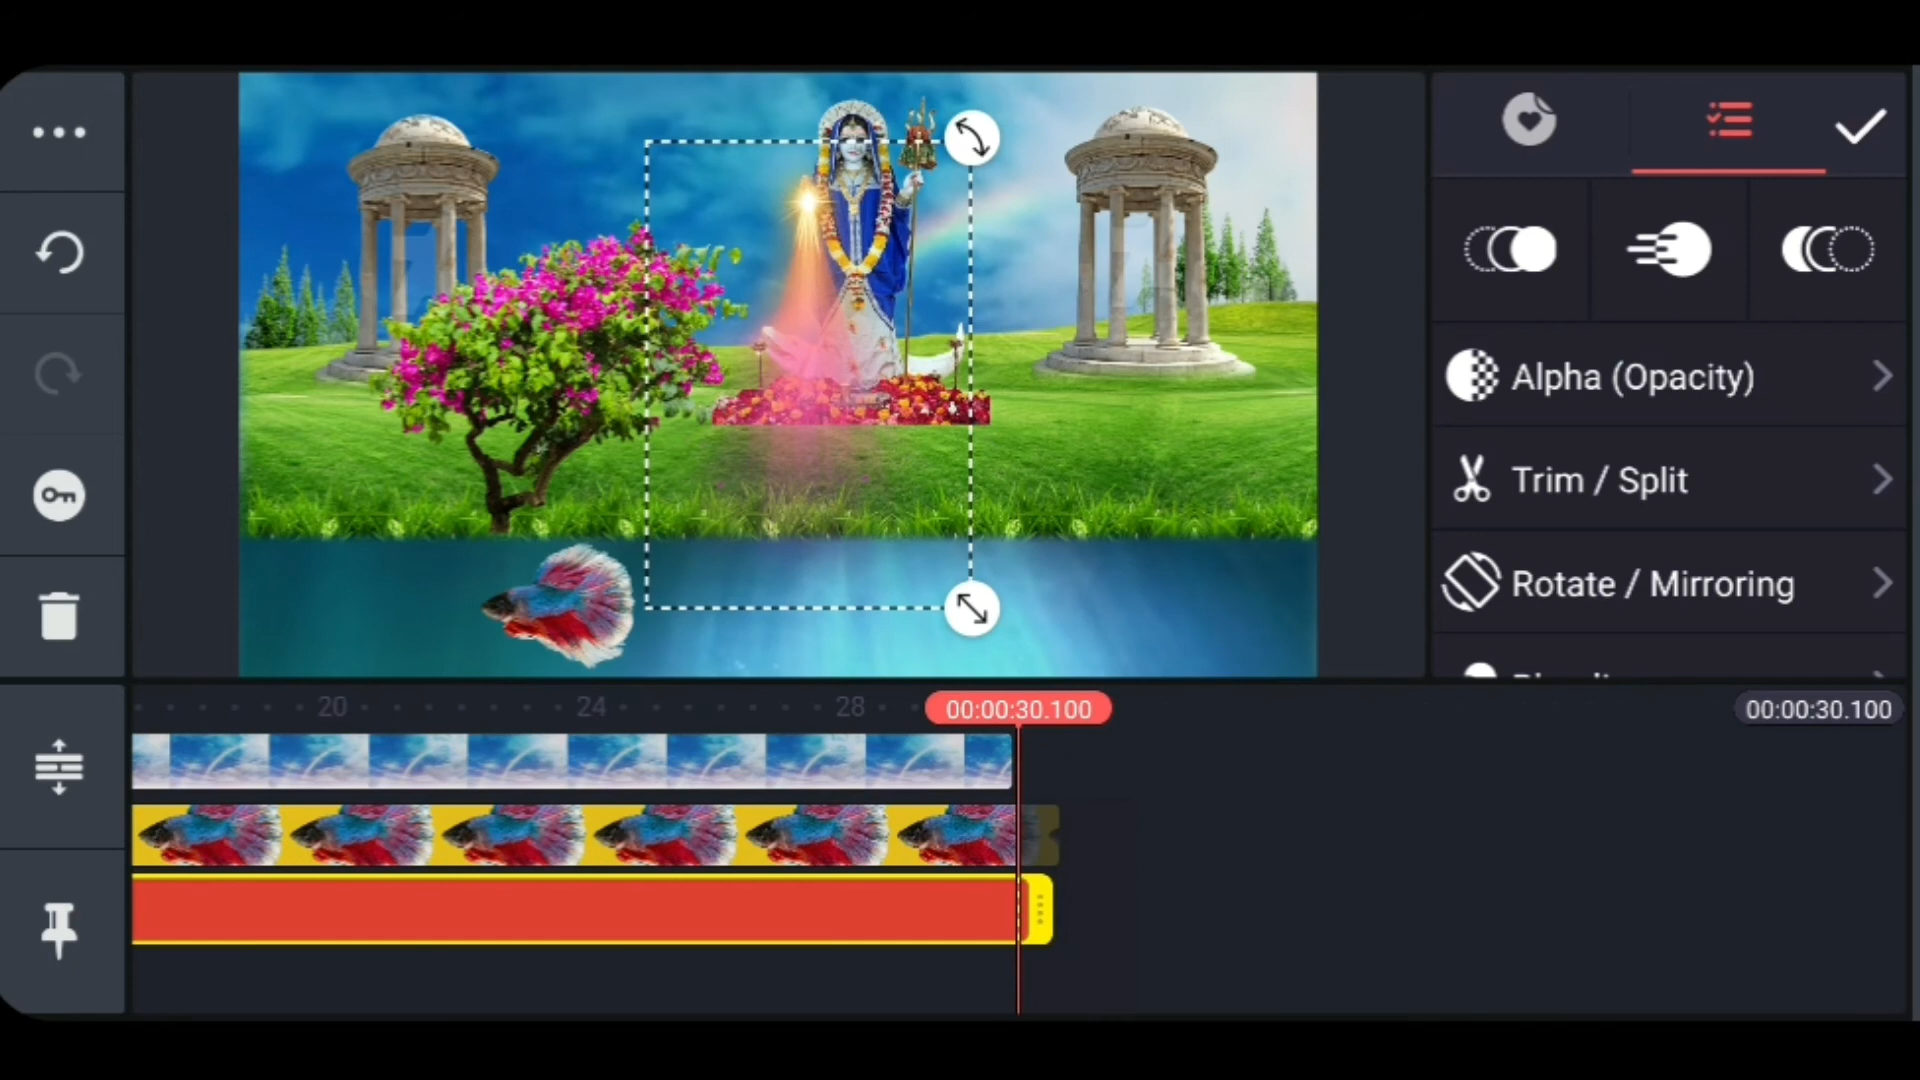 Alpha (Opacity)
Trim / Split
Rotate / Mirroring
20
24
28
00:00:30.100
00:00:30.100